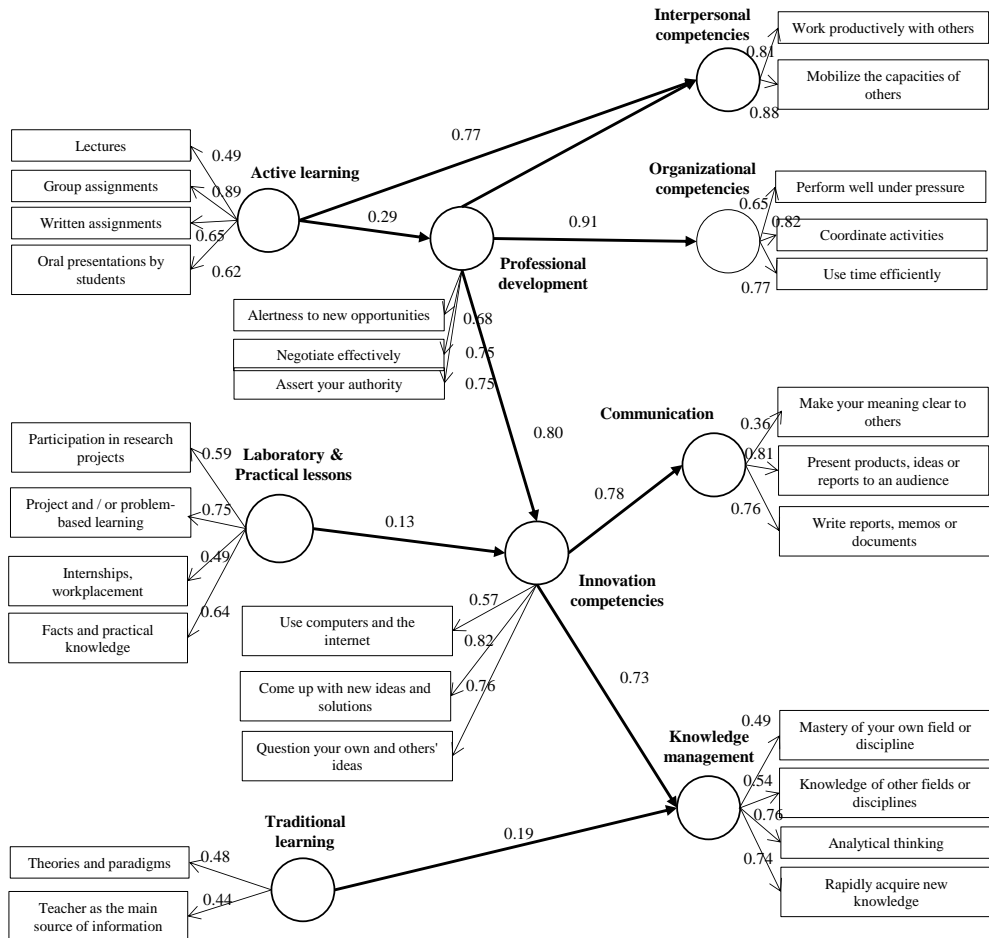 Interpersonal
competencies
Work productively with others
0.81
Mobilize the capacities of
others
0.88
0.77
Lectures
0.49
Group assignments
0.89
Written assignments
0.65
Oral presentations by
students
0.62
Active learning
0.29
Organizational
competencies
Perform well under pressure
0.65
0.82
Coordinate activities
Use time efficiently
0.77
0.91
Professional
development
Alertness to new opportunities
0.68
Negotiate effectively
0.75
Assert your authority
0.75
0.80
Communication
Make your meaning clear to
others
0.36
0.81
Present products, ideas or
reports to an audience
0.76
Write reports, memos or
documents
0.78
Participation in research
projects
0.59
Laboratory &
Practical lessons
Project and / or problem-
based learning
0.75
Internships,
workplacement
0.49
Facts and practical
knowledge
0.64
0.13
Innovation
competencies
Use computers and the
internet
0.57
0.82
Come up with new ideas and
solutions
0.76
Question your own and others'
ideas
0.73
Knowledge
management
0.49
Mastery of your own field or
discipline
0.54
Knowledge of other fields or
disciplines
0.76
Analytical thinking
0.74
Rapidly acquire new
knowledge
Traditional
learning
0.19
Theories and paradigms
0.48
Teacher as the main
source of information
0.44